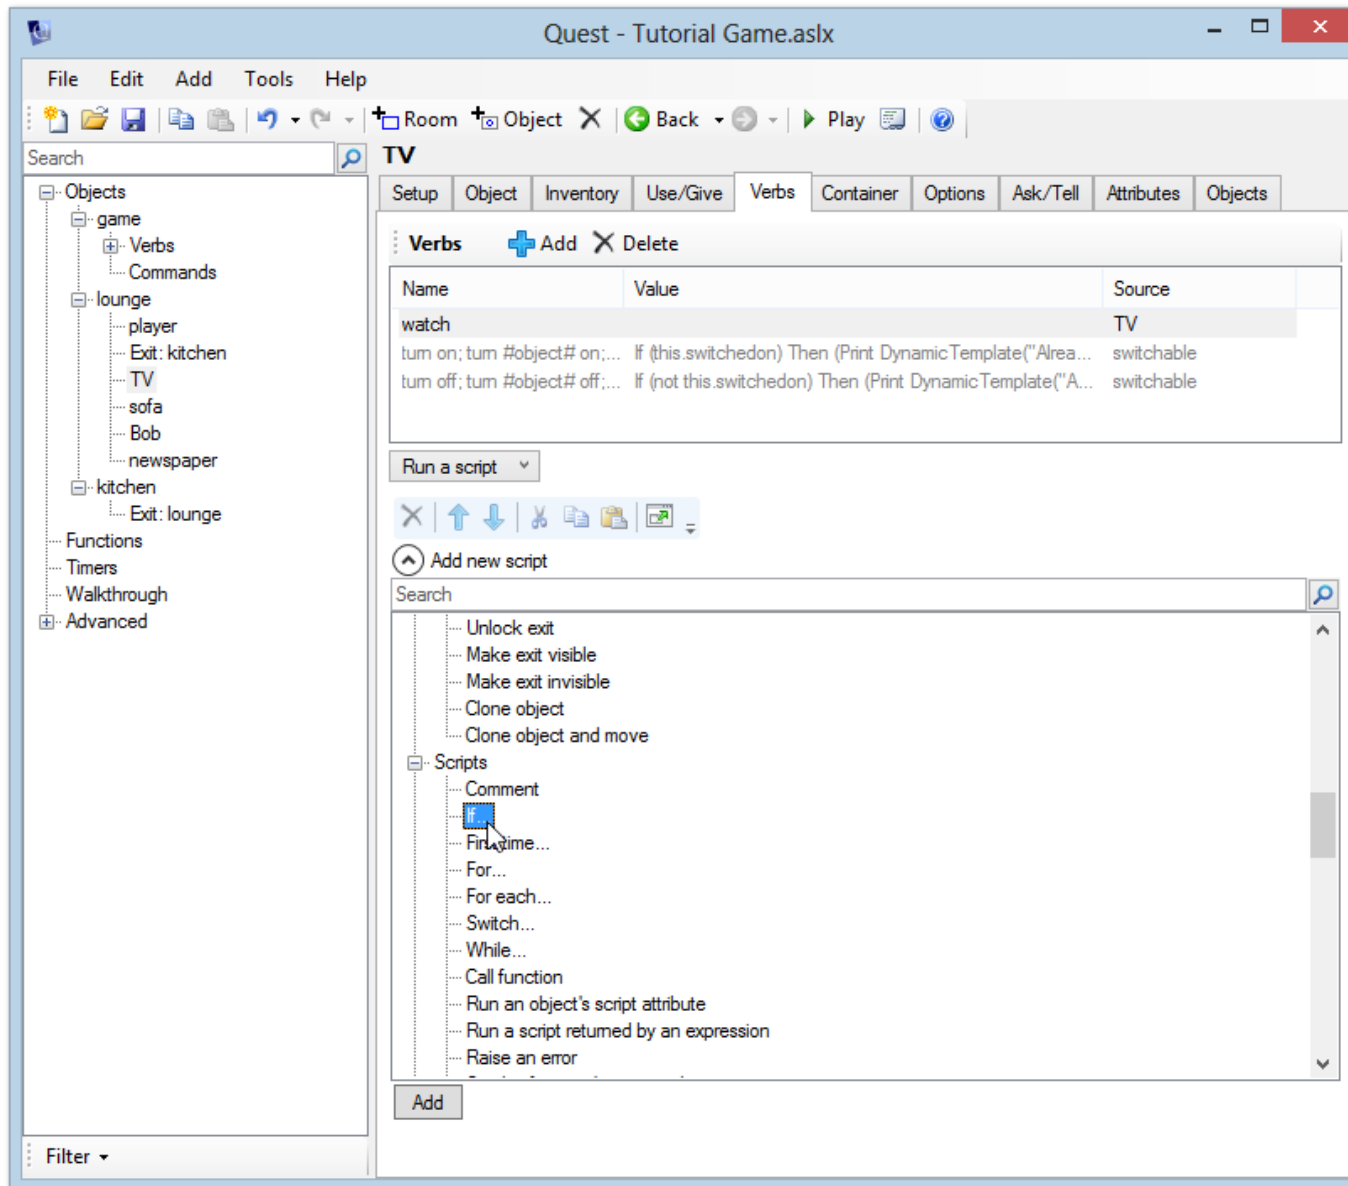 Quest - Tutorial Game.aslx
File Edit Add Tools Help
Room Object Back Play
Search
TV
Setup Object Inventory Use/Give Verbs Container Options Ask/Tell Attributes Objects
Objects
game
Verbs
Commands
lounge
player
Exit: kitchen
TV
sofa
Bob
newspaper
kitchen
Exit: lounge
Functions
Timers
Walkthrough
Advanced
Filter
Verbs Add Delete
Name Value Source
watch TV
turn on; turn #object# on;... If (this.switchedon) Then (Print DynamicTemplate("Alrea... switchable
turn off; turn #object# off;... If (not this.switchedon) Then (Print DynamicTemplate("A... switchable
Run a script
Add new script
Search
Unlock exit
Make exit visible
Make exit invisible
Clone object
Clone object and move
Scripts
Comment
If...
First time...
For...
For each...
Switch...
While...
Call function
Run an object's script attribute
Run a script returned by an expression
Raise an error
Add